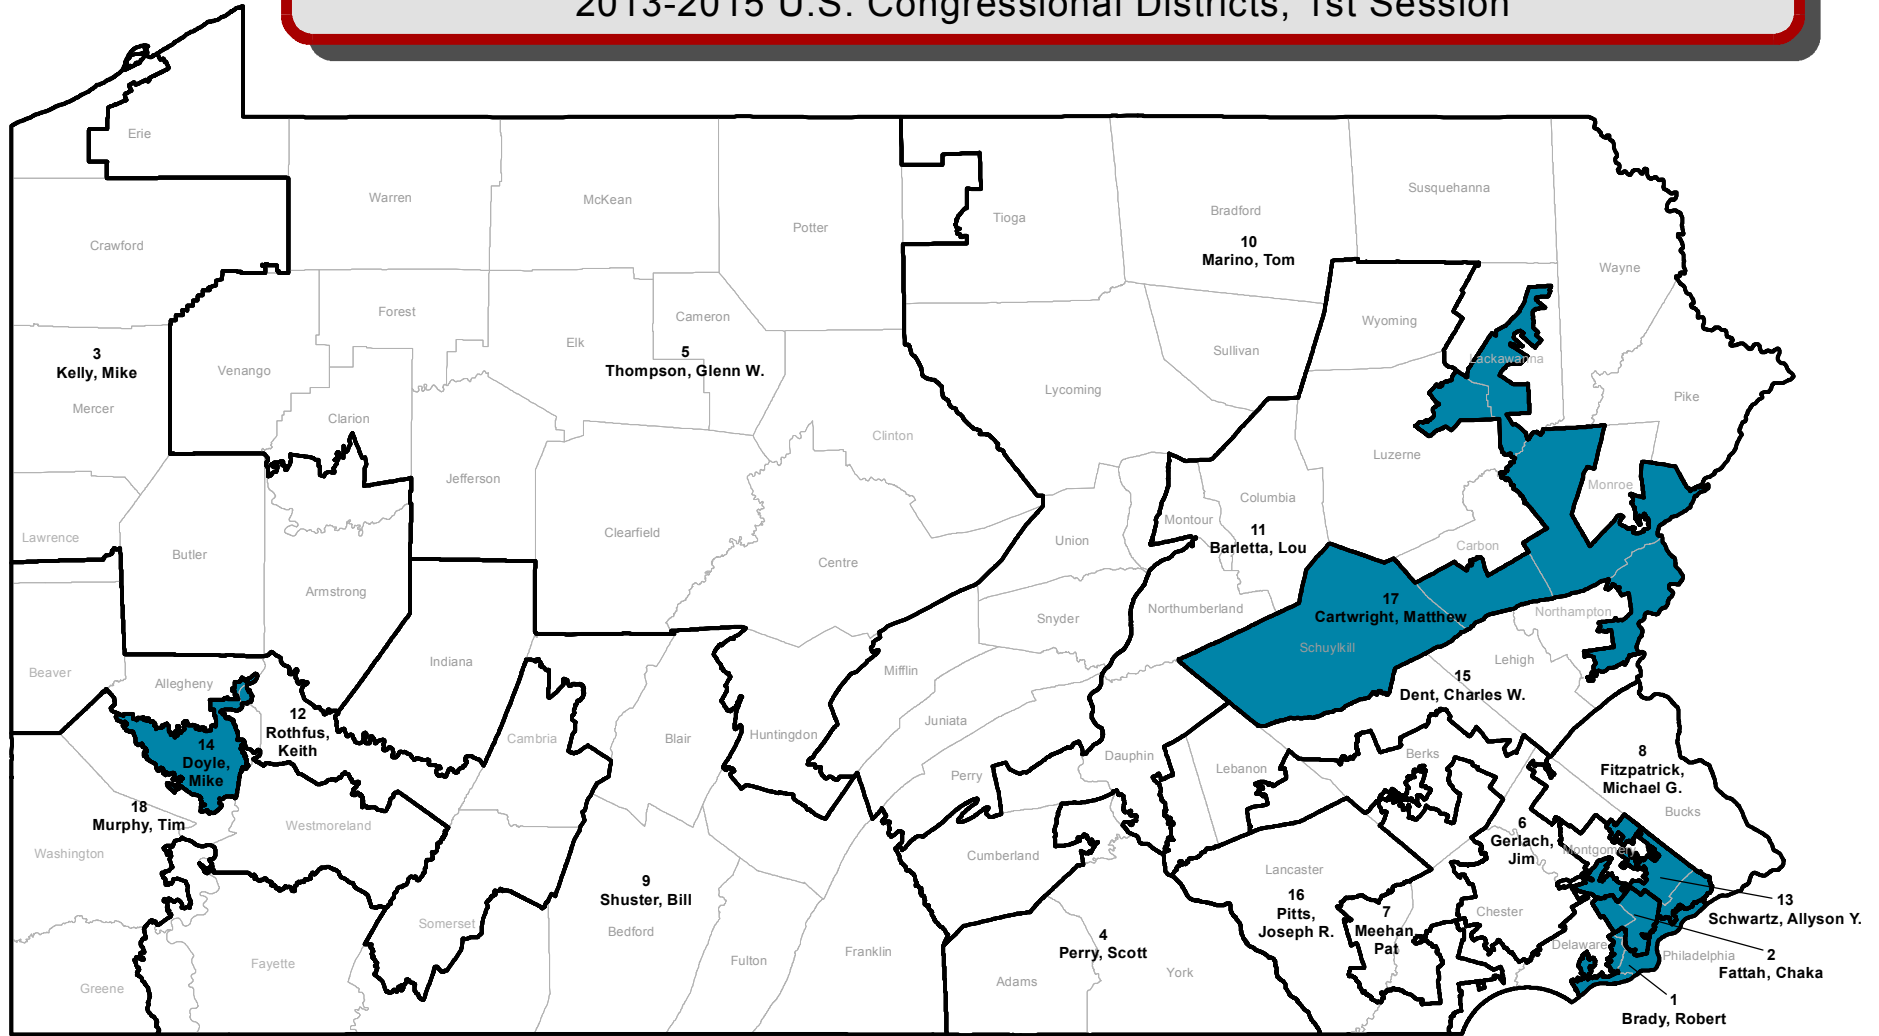 2013-2015 U.S. Congressional Districts, 1st Session
Erie
Warren
McKean
Potter
Tioga
Bradford
Susquehanna
Wayne
10
Marino, Tom
Crawford
Forest
Cameron
Elk
Wyoming
Sullivan
Lackawanna
3
Kelly, Mike
5
Thompson, Glenn W.
Venango
Mercer
Clarion
Lycoming
Pike
Clinton
Jefferson
Luzerne
Columbia
Monroe
Lawrence
Butler
Clearfield
Centre
Union
Montour
11
Barletta, Lou
Carbon
Armstrong
Snyder
Northumberland
17
Cartwright, Matthew
Northampton
Schuylkill
Beaver
Allegheny
Indiana
Mifflin
Lehigh
15
Dent, Charles W.
12
Rothfus,
Keith
14
Doyle,
Mike
Cambria
Blair
Huntingdon
Juniata
Perry
Dauphin
Lebanon
Berks
8
Fitzpatrick,
Michael G.
Bucks
18
Murphy, Tim
Westmoreland
Washington
Cumberland
Lancaster
6
Gerlach,
Jim
Montgomery
9
Shuster, Bill
16
Pitts,
Joseph R.
7
Meehan,
Pat
Chester
13
Schwartz, Allyson Y.
Somerset
Bedford
Franklin
4
Perry, Scott
Delaware
Philadelphia
2
Fattah, Chaka
Fayette
Fulton
Greene
Adams
York
1
Brady, Robert